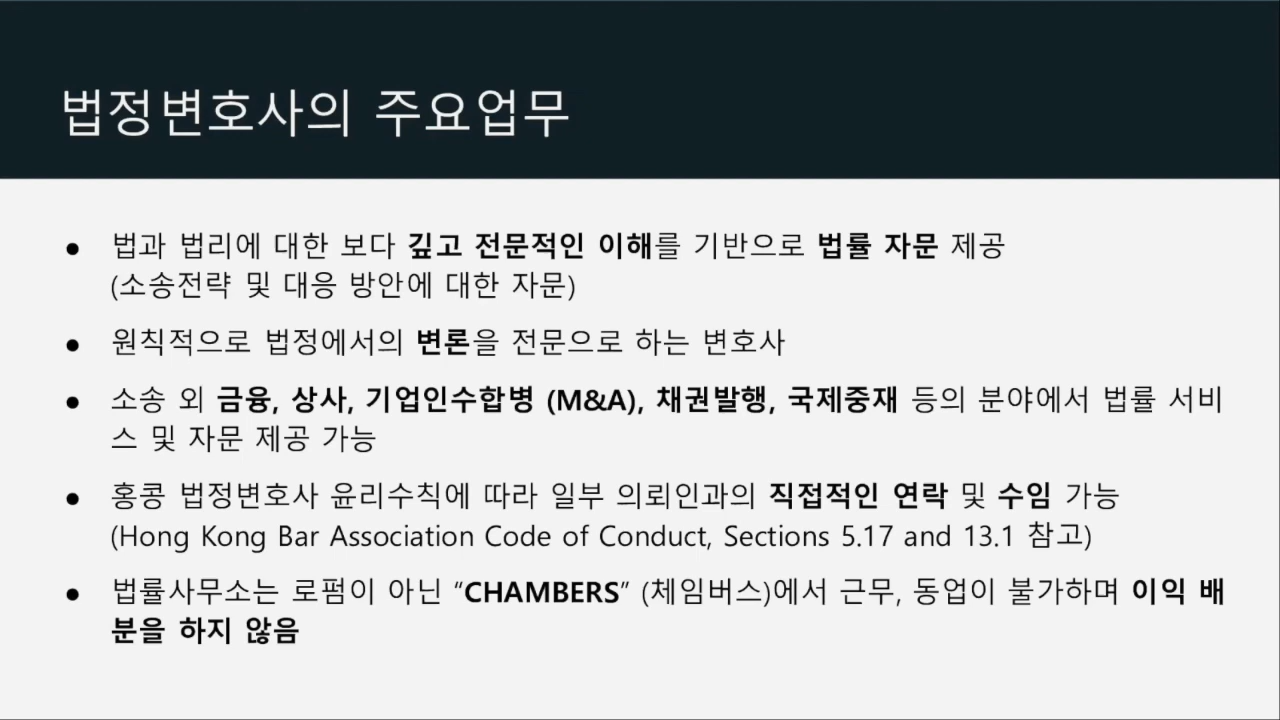 법정변호사의 주요업무
● 법과 법리에 대한 보다 깊고 전문적인 이해를 기반으로 법률 자문 제공
(소송전략 및 대응 방안에 대한 자문)
● 원칙적으로 법정에서의 변론을 전문으로 하는 변호사
● 소송 외 금융, 상사, 기업인수합병 (M&A), 채권발행, 국제중재 등의 분야에서 법률 서비
스 및 자문 제공 가능
● 홍콩 법정변호사 윤리수칙에 따라 일부 의뢰인과의 직접적인 연락 및 수임 가능
(Hong Kong Bar Association Code of Conduct, Sections 5.17 and 13.1 참고)
● 법률사무소는 로펌이 아닌 “CHAMBERS” (체임버스)에서 근무, 동업이 불가하며 이익 배
분을 하지 않음